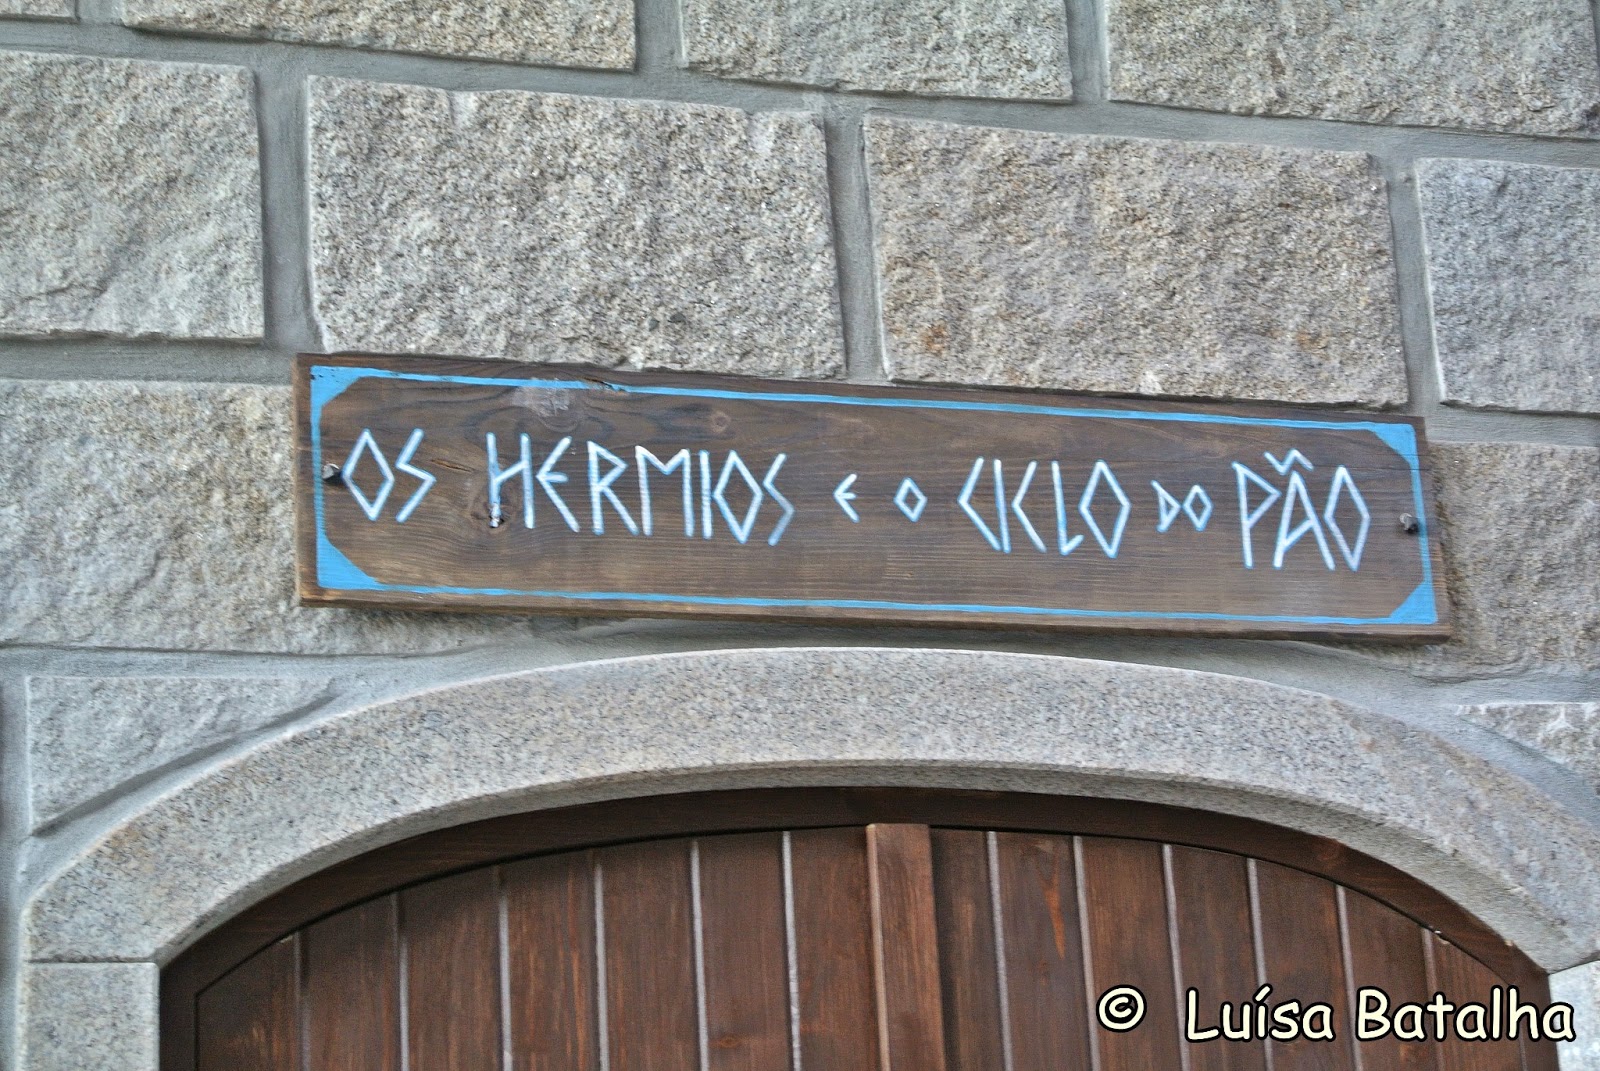 OS HERMIOS E O CICLO DO PÃO
© Luísa Batalha